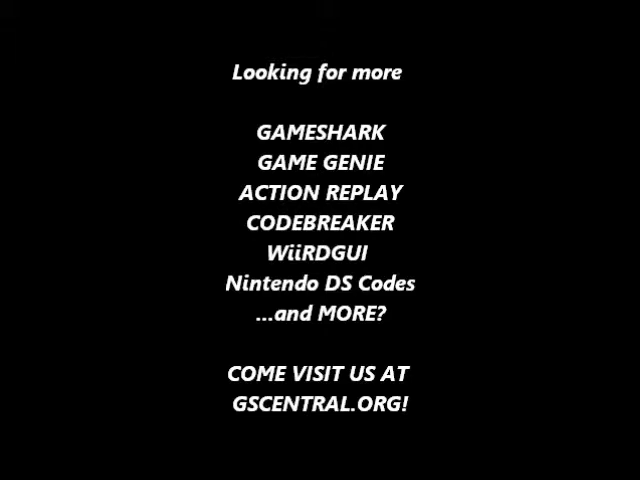 Looking for more
GAMESHARK
GAME GENIE
ACTION REPLAY
CODEBREAKER
WiiRDGUI
Nintendo DS Codes
...and MORE?
COME VISIT US AT
GSCENTRAL.ORG!